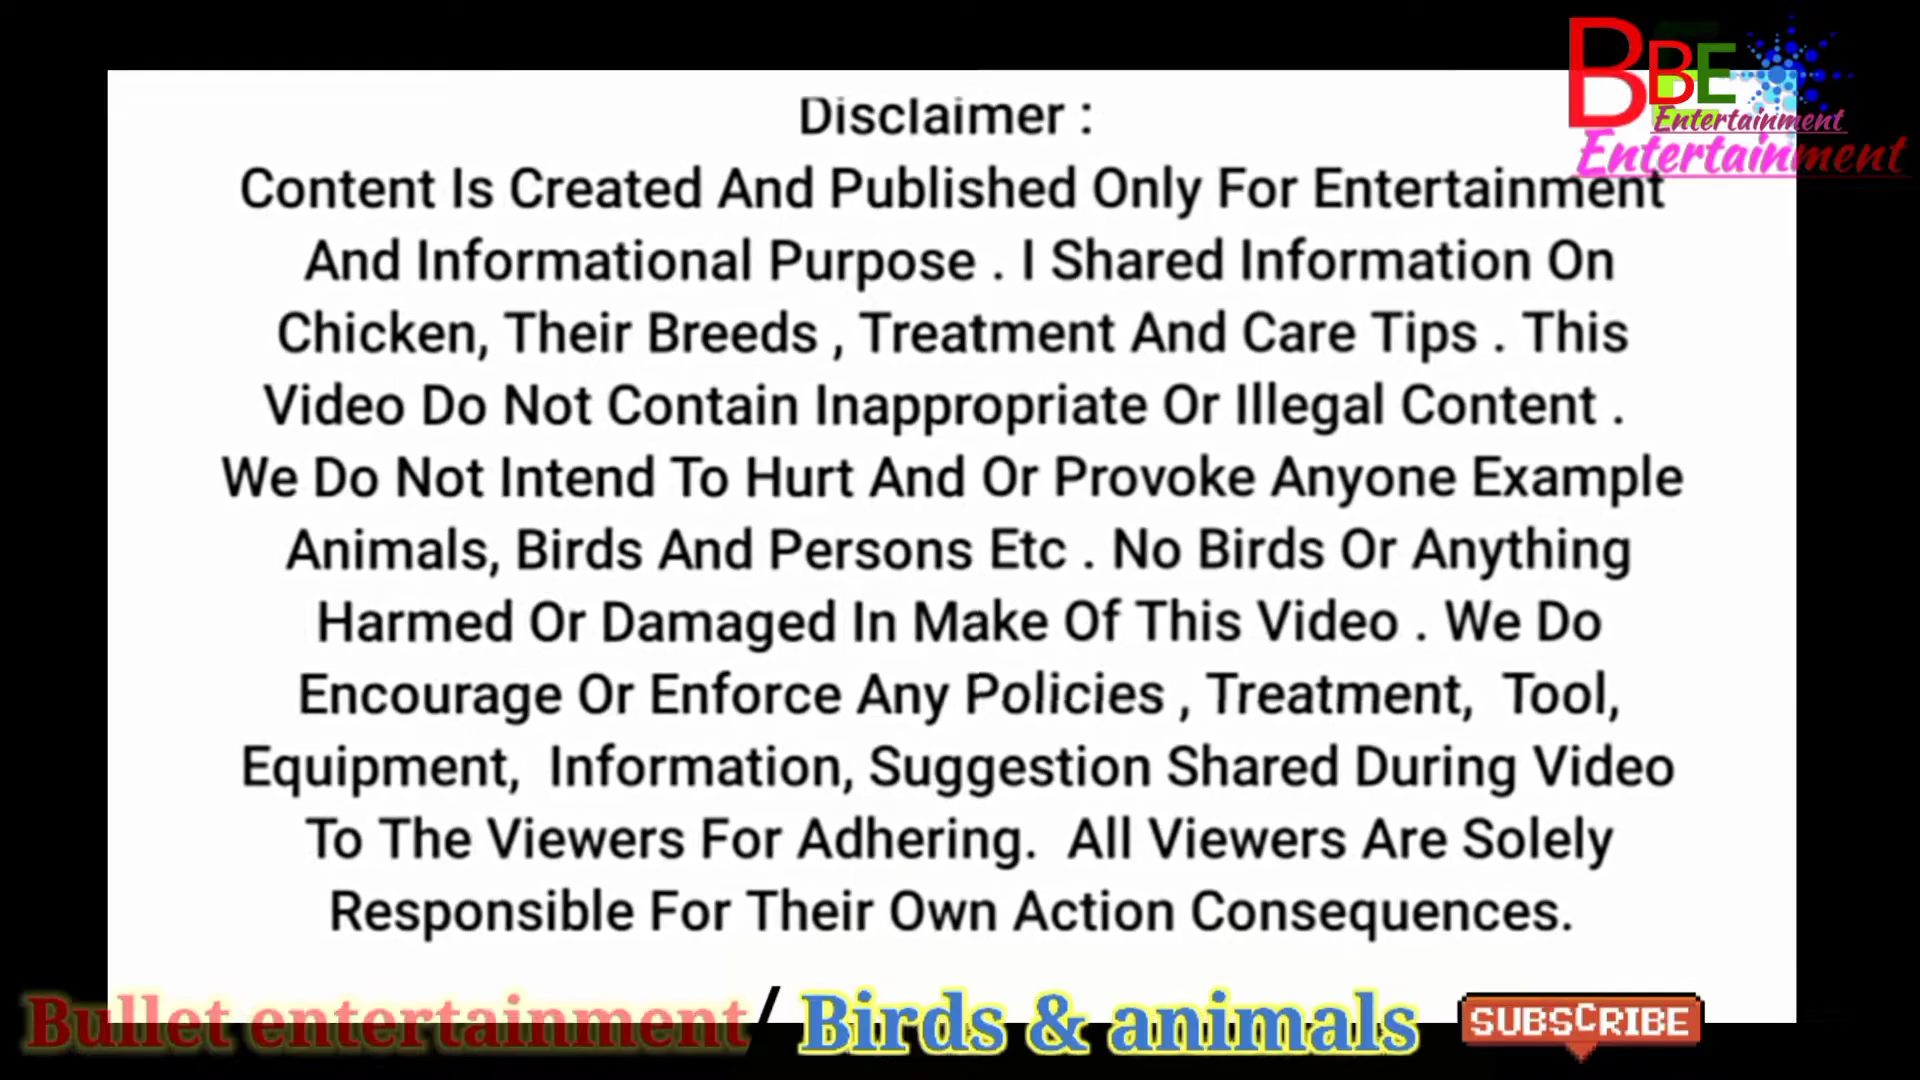 BBE
Entertainment
Entertainment
Disclaimer :
Content Is Created And Published Only For Entertainment
And Informational Purpose . I Shared Information On
Chicken, Their Breeds , Treatment And Care Tips . This
Video Do Not Contain Inappropriate Or Illegal Content .
We Do Not Intend To Hurt And Or Provoke Anyone Example
Animals, Birds And Persons Etc . No Birds Or Anything
Harmed Or Damaged In Make Of This Video . We Do
Encourage Or Enforce Any Policies , Treatment, Tool,
Equipment, Information, Suggestion Shared During Video
To The Viewers For Adhering. All Viewers Are Solely
Responsible For Their Own Action Consequences.
Bullet entertainment / Birds & animals SUBSCRIBE